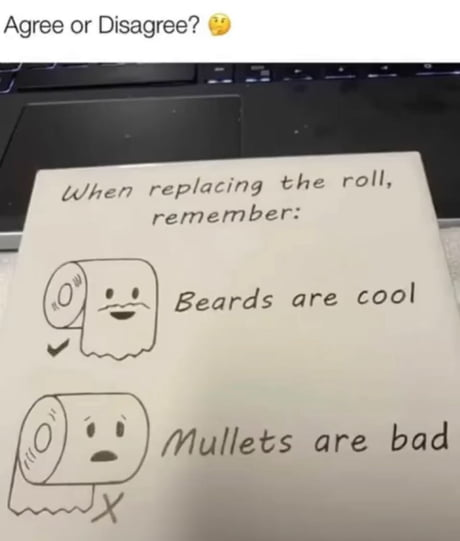 Agree or Disagree? 🤔
When replacing the roll,
remember:
Beards are cool
Mullets are bad